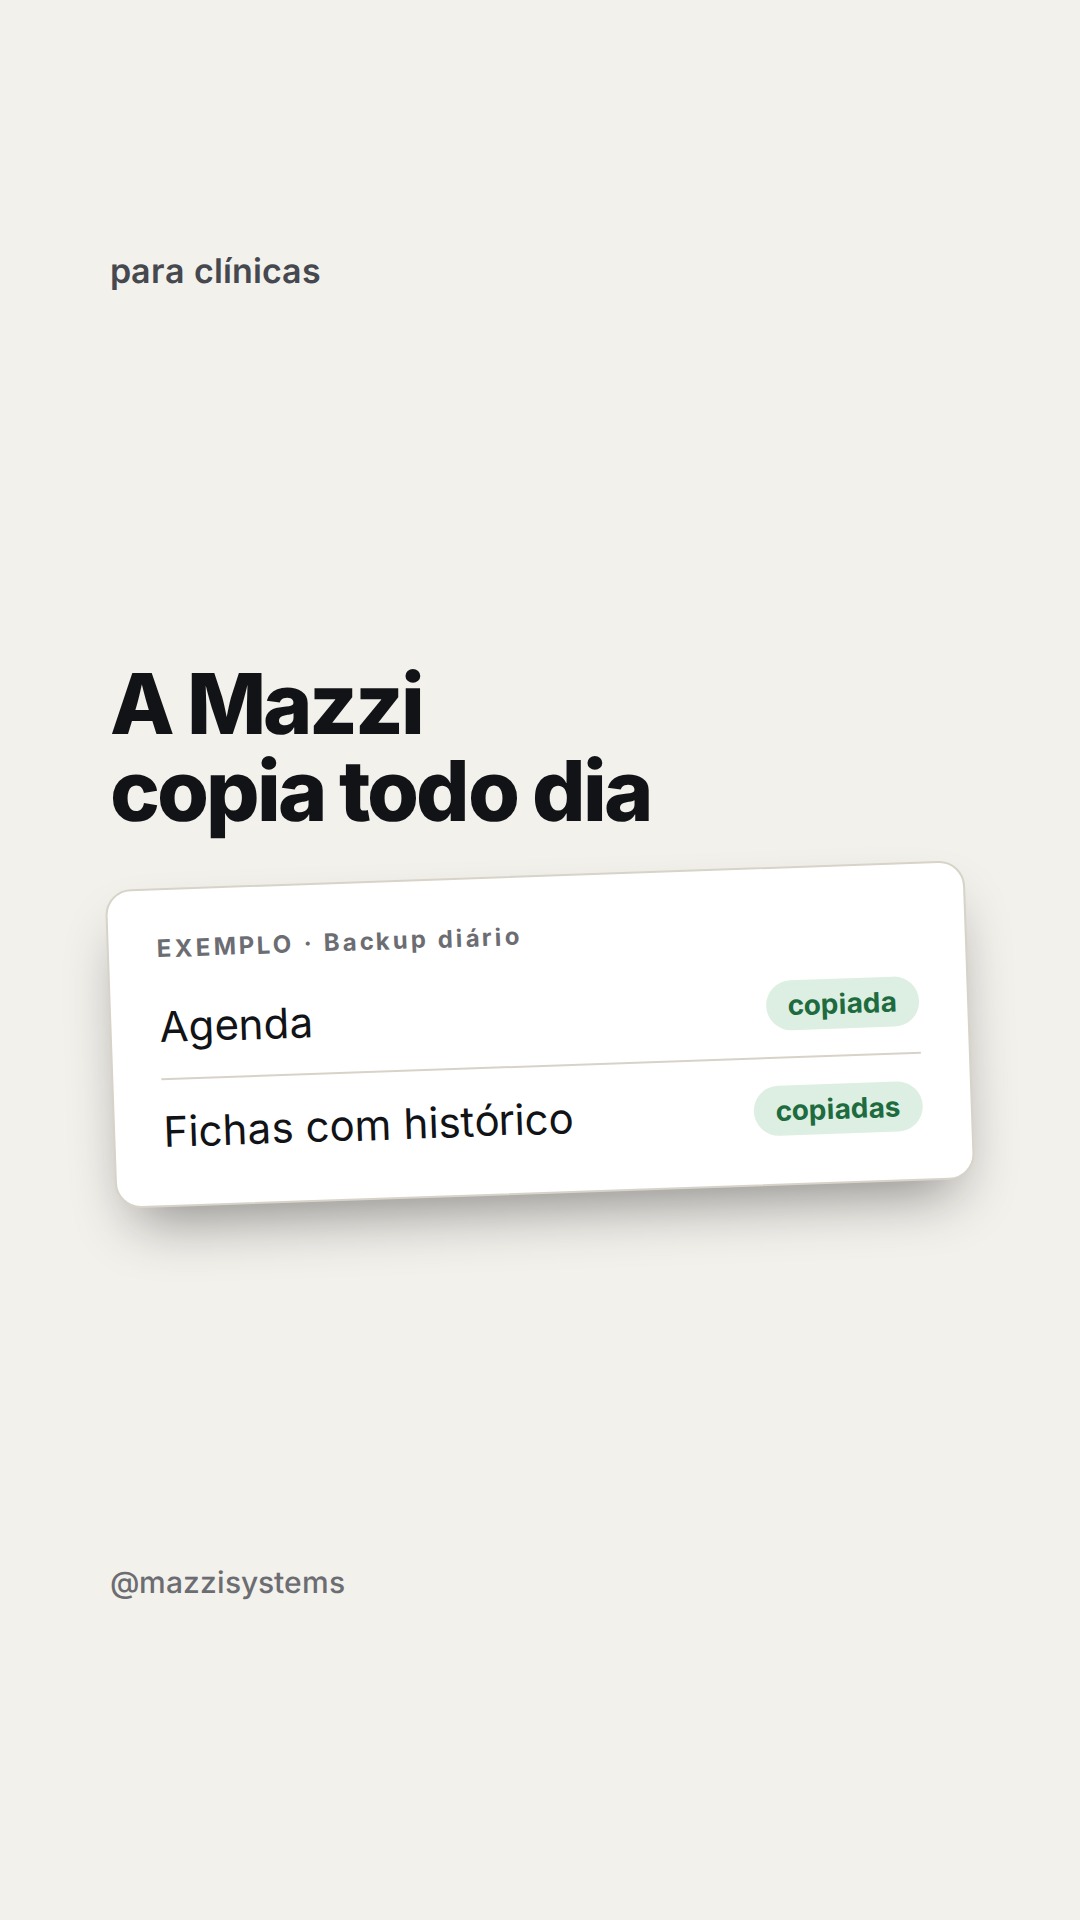 para clínicas
A Mazzi
copia todo dia
EXEMPLO · Backup diário
Agenda
copiada
Fichas com histórico
copiadas
@mazzisystems